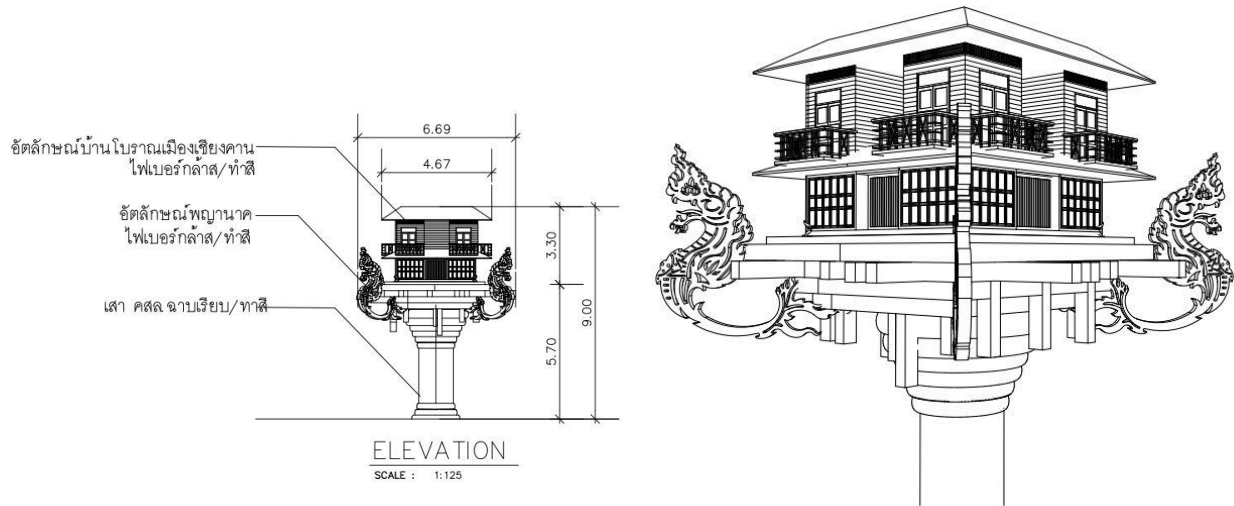 6.69
อัตลักษณ์บ้านโบราณเมืองเชียงคาน
ไฟเบอร์กล้าส/ทำสี
4.67
อัตลักษณ์พญานาค
ไฟเบอร์กล้าส/ทำสี
3.30
9.00
เสา คสล.ฉาบเรียบ/ทาสี
5.70
ELEVATION
SCALE : 1:125